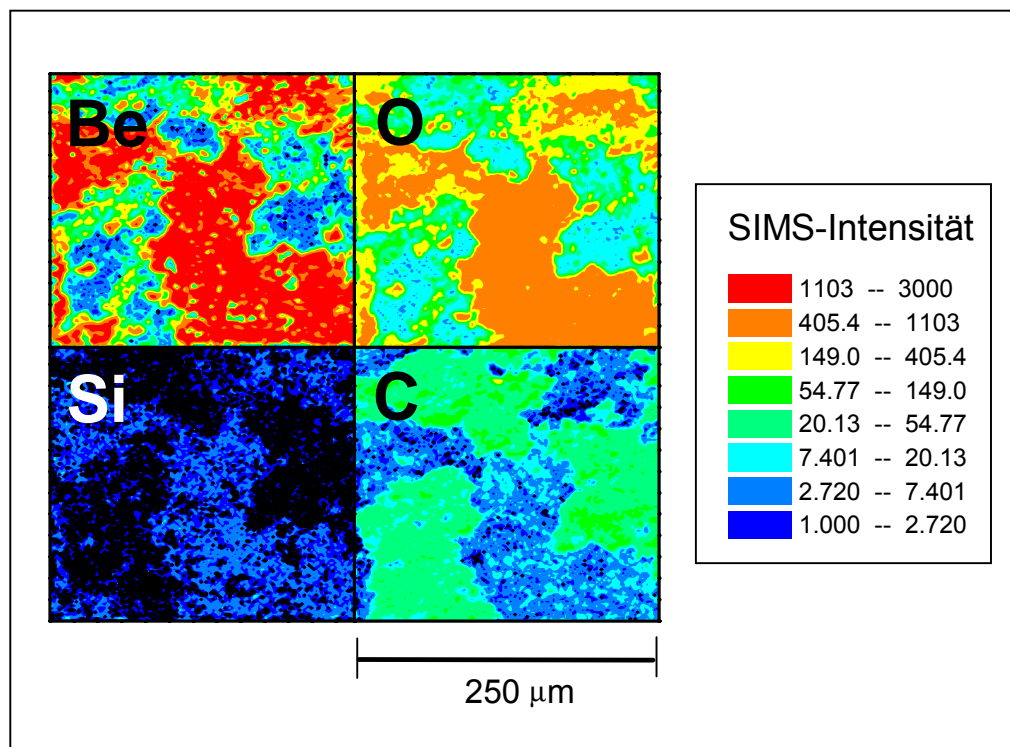 Be
O
Si
C
SIMS-Intensität
1103 -- 3000
405.4 -- 1103
149.0 -- 405.4
54.77 -- 149.0
20.13 -- 54.77
7.401 -- 20.13
2.720 -- 7.401
1.000 -- 2.720
250 μm